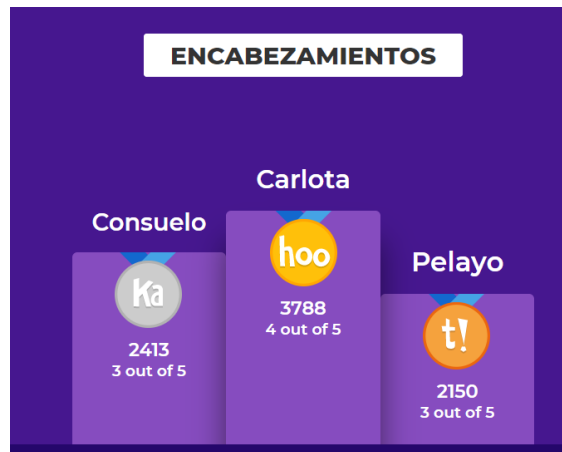 ENCABEZAMIENTOS
Carlota
Consuelo
Pelayo
hoo
Ka
t!
3788
4 out of 5
2413
3 out of 5
2150
3 out of 5